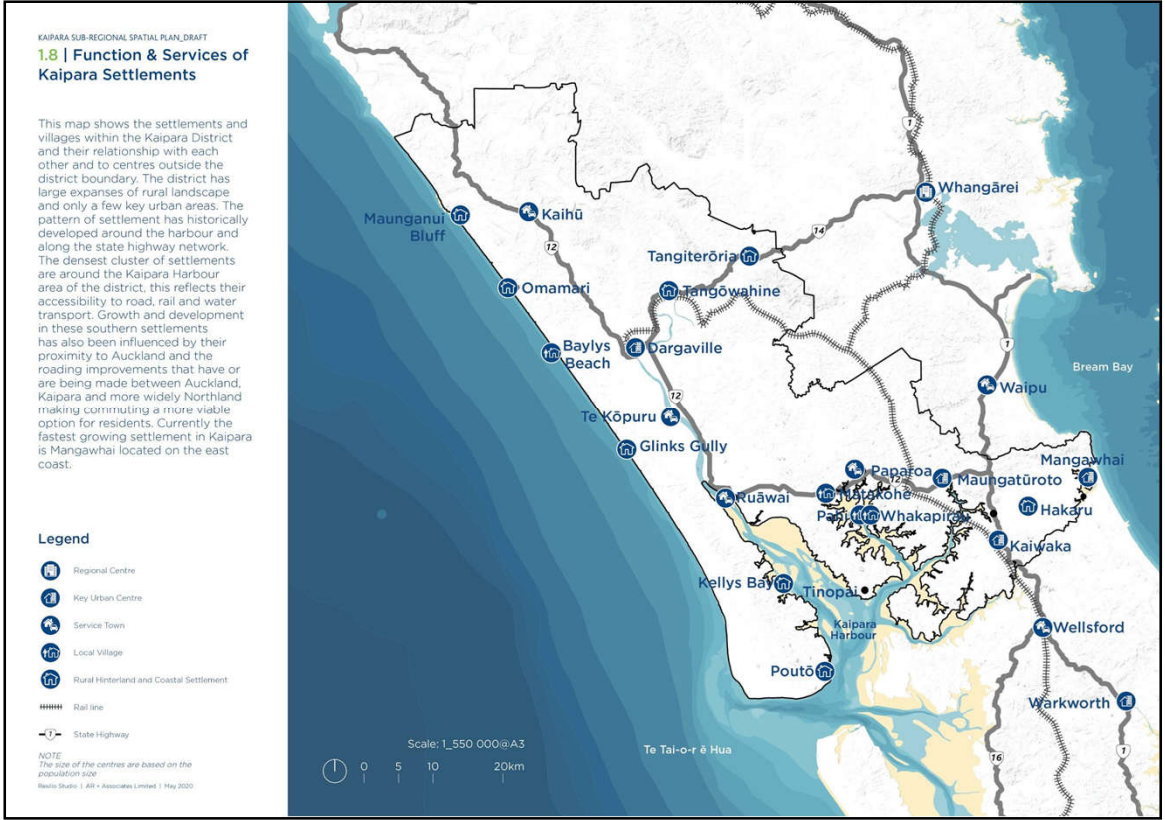 KAIPARA SUB-REGIONAL SPATIAL PLAN_DRAFT
1.8 | Function & Services of
Kaipara Settlements
This map shows the settlements and
villages within the Kaipara District
and their relationship with each
other and to centres outside the
district boundary. The district has
large expanses of rural landscape
and only a few key urban areas. The
pattern of settlement has historically
developed around the harbour and
along the state highway network.
The densest cluster of settlements
are around the Kaipara Harbour
area of the district, this reflects their
accessibility to road, rail and water
transport. Growth and development
in these southern settlements
has also been influenced by their
proximity to Auckland and the
roading improvements that have or
are being made between Auckland,
Kaipara and more widely Northland
making commuting a more viable
option for residents. Currently the
fastest growing settlement in Kaipara
is Mangawhai located on the east
coast.
Legend
Regional Centre
Key Urban Centre
Service Town
Local Village
Rural Hinterland and Coastal Settlement
Rail line
1
State Highway
NOTE
The size of the centres are based on the
population size
Resilio Studio | AR + Associates Limited | May 2020
1
Whangārei
Maunganui
Bluff
Kaihū
12
14
Tangiterōria
Omamari
Tangōwahine
Baylys
Beach
Dargaville
1
Bream Bay
12
Waipu
Te Kōpuru
Glinks Gully
Mangawhai
Paparoa
12
Maungatūroto
Ruāwai
Matakohe
Hakaru
Pahi
Whakapirau
Kaiwaka
Kellys Bay
Tinopai
Kaipara
Harbour
Wellsford
Poutō
Warkworth
Scale: 1_550 000@A3
Te Tai-o-r ē Hua
0 5 10 20km
16
1